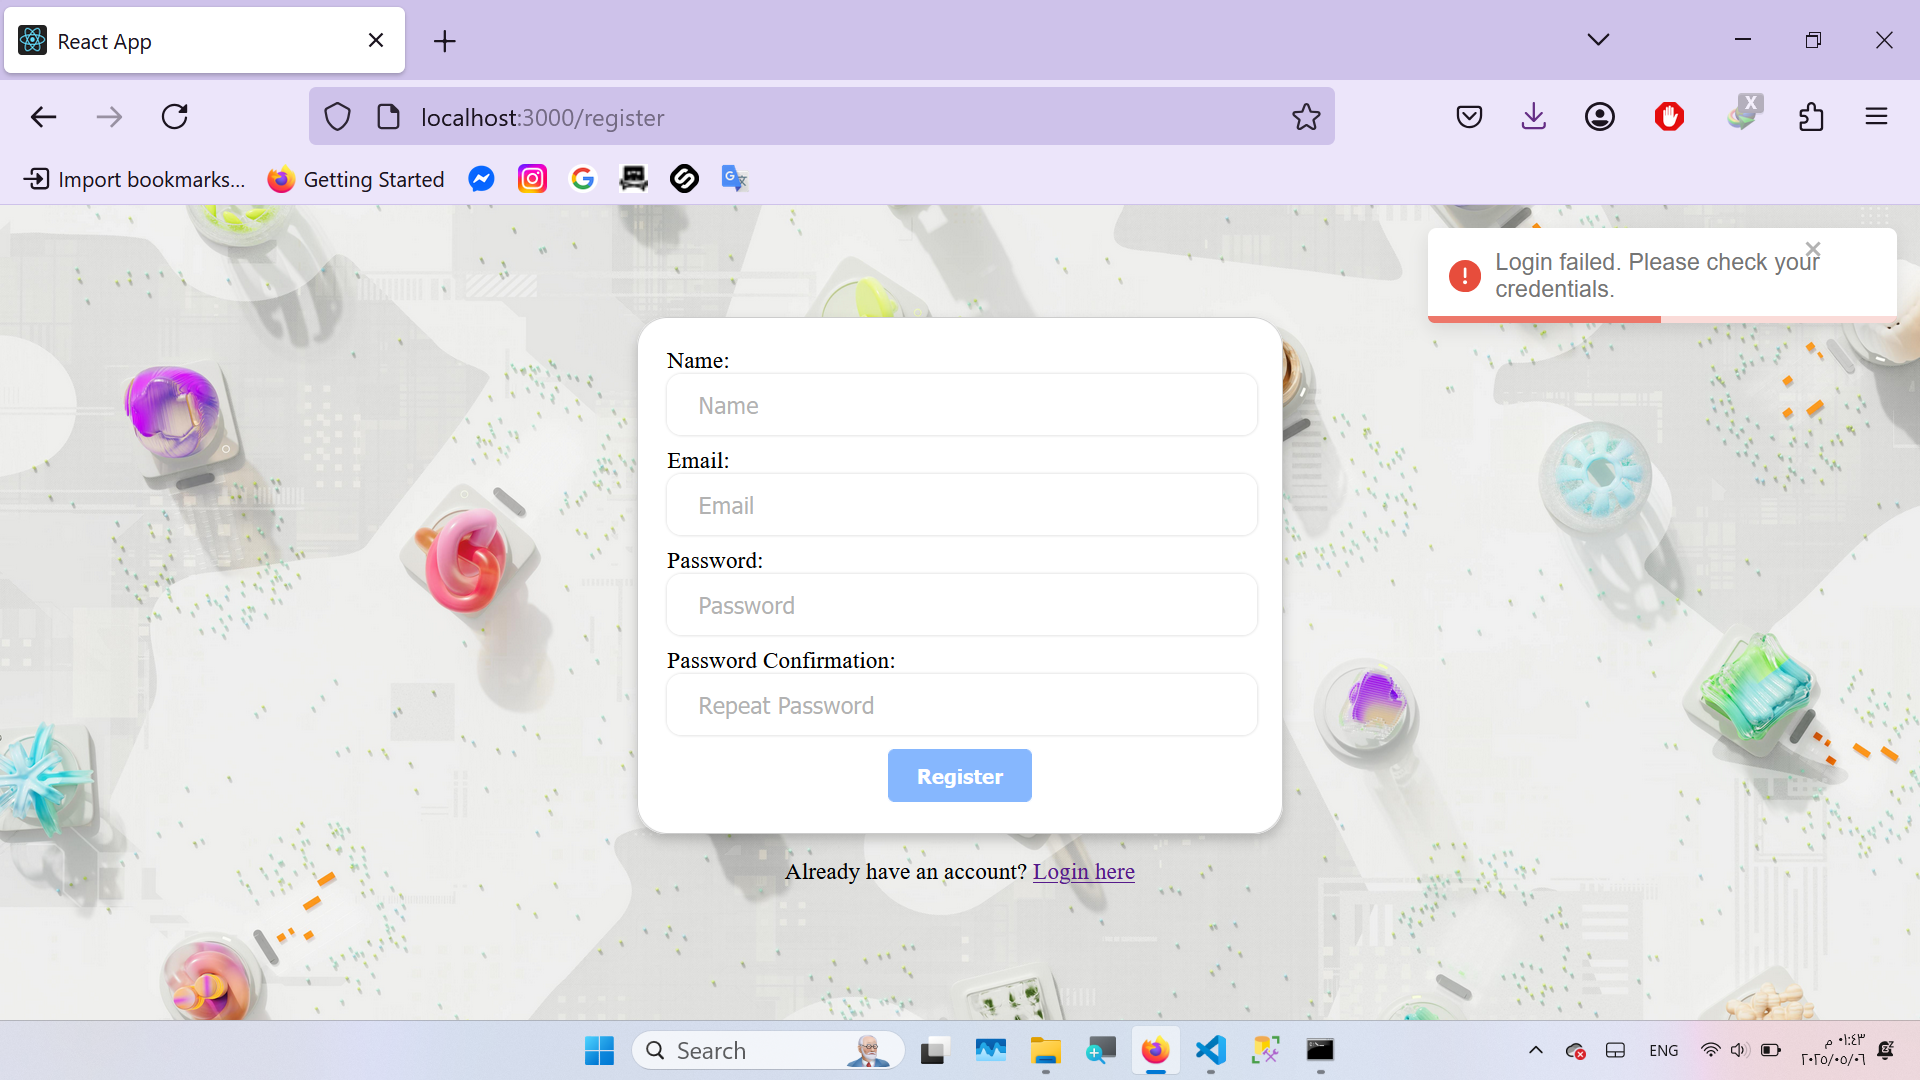 React App
localhost:3000/register
X
Import bookmarks...
Getting Started
Login failed. Please check your
credentials.
Name:
Name
Email:
Email
Password:
Password
Password Confirmation:
Repeat Password
Register
Already have an account? Login here
Search
ENG
٠١:٤٣ م
٢٠٢٥/٠٥/٠٦